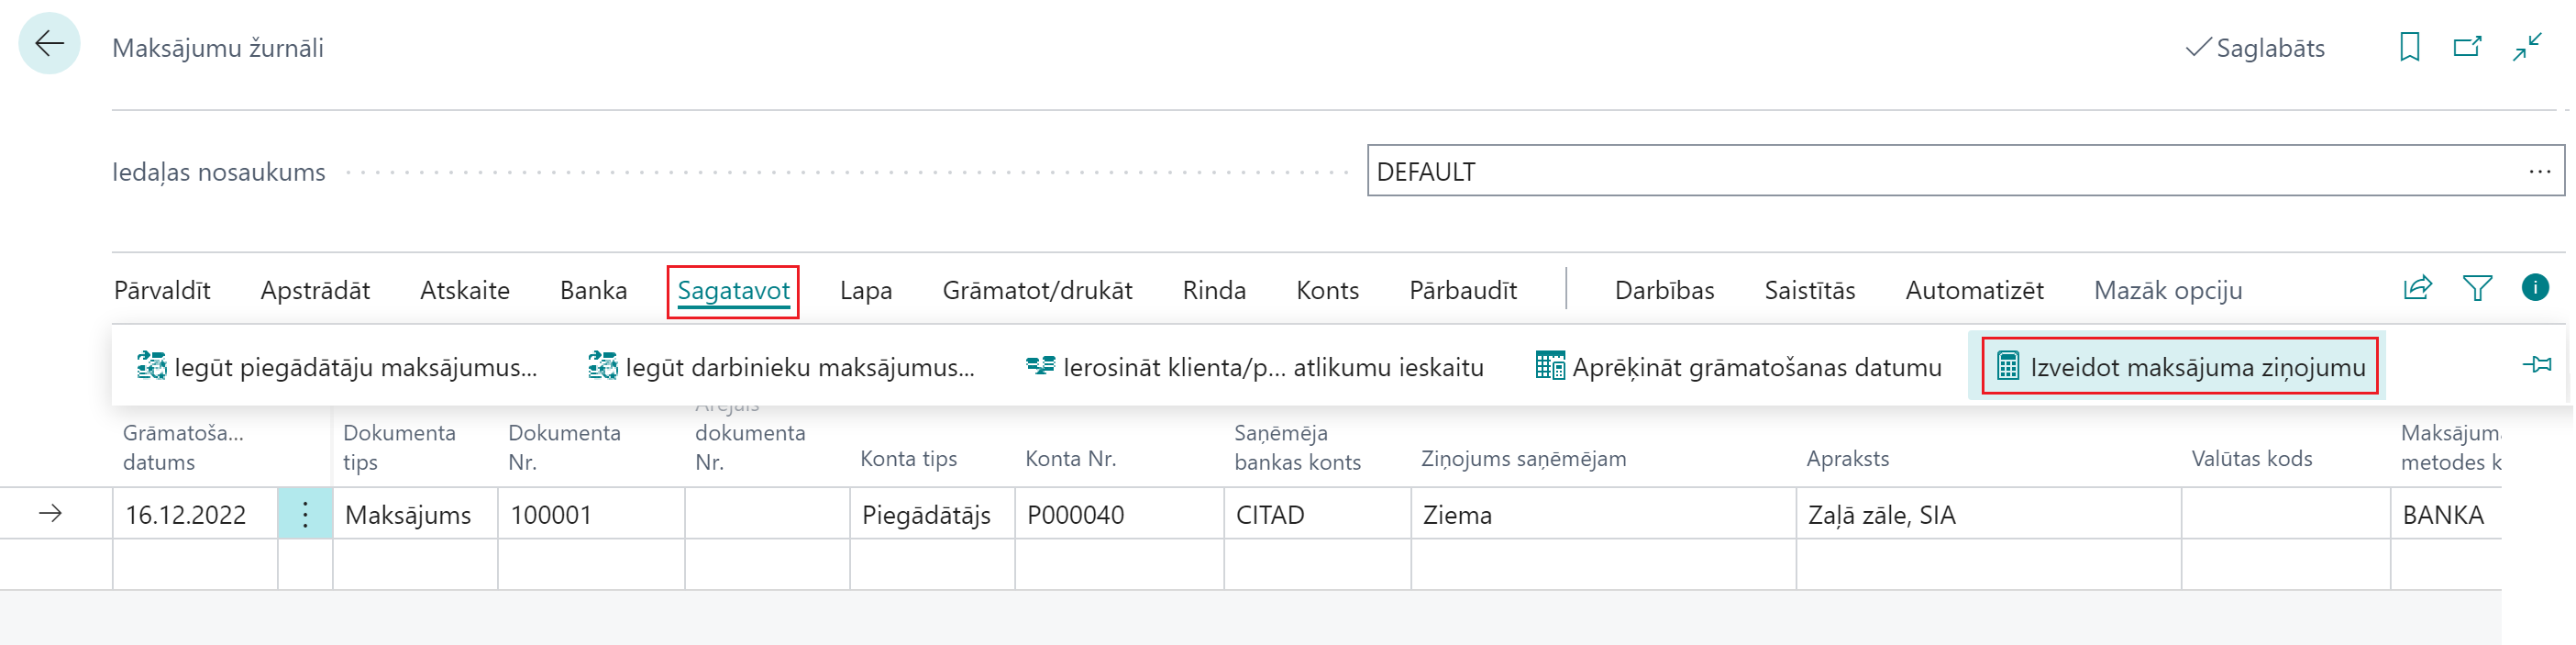 Maksājumu žurnāli
Saglabāts
Iedaļas nosaukums
DEFAULT
Pārvaldīt Apstrādāt Atskaite Banka Sagatavot Lapa Grāmatot/drukāt Rinda Konts Pārbaudīt Darbības Saistītās Automatizēt Mazāk opciju
Iegūt piegādātāju maksājumus... Iegūt darbinieku maksājumus... Ierosināt klienta/p... atlikumu ieskaitu Aprēķināt grāmatošanas datumu Izveidot maksājuma ziņojumu
Grāmatoša... datums
Dokumenta tips
Dokumenta Nr.
Ārējais dokumenta Nr.
Konta tips
Konta Nr.
Saņēmēja bankas konts
Ziņojums saņēmējam
Apraksts
Valūtas kods
Maksājum metodes k
16.12.2022 Maksājums 100001 Piegādātājs P000040 CITAD Ziema Zaļā zāle, SIA BANKA